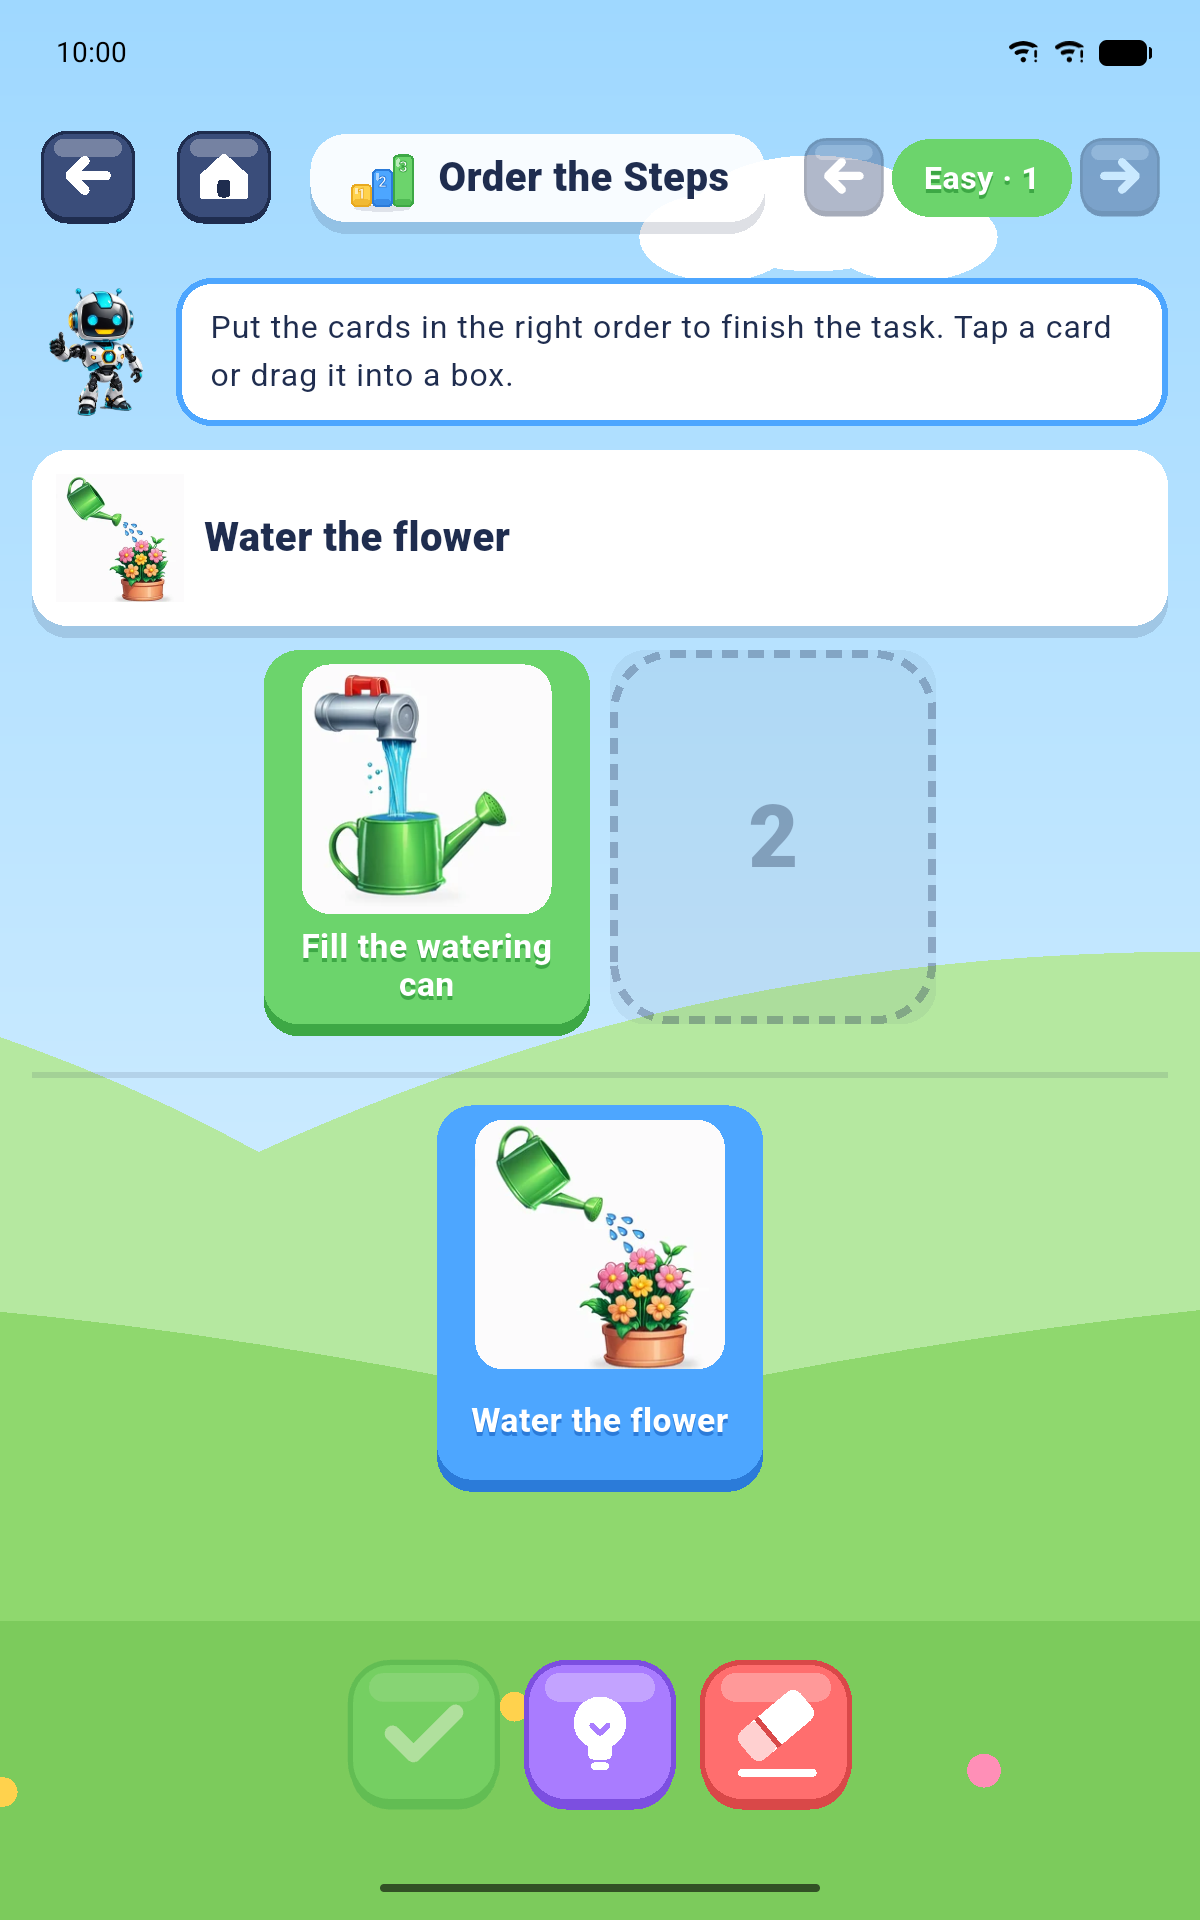 10:00
Order the Steps
Easy · 1
Put the cards in the right order to finish the task. Tap a card
or drag it into a box.
Water the flower
Fill the watering
can
2
Water the flower